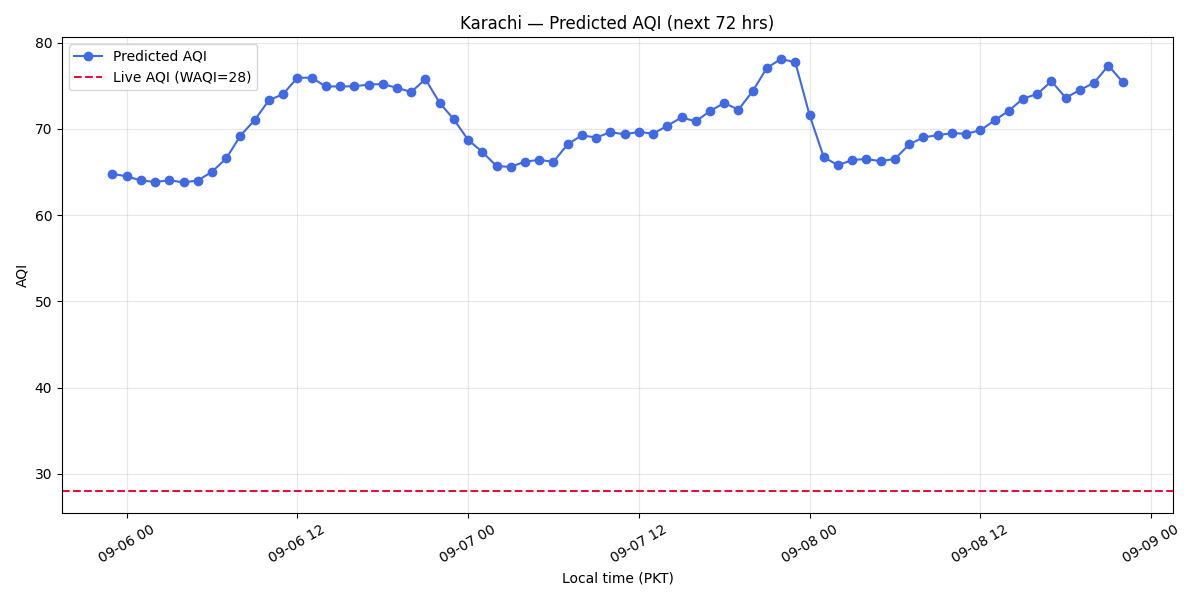 Karachi — Predicted AQI (next 72 hrs)
Predicted AQI
Live AQI (WAQI=28)
80
70
60
50
40
30
AQI
09-06 00
09-06 12
09-07 00
09-07 12
09-08 00
09-08 12
09-09 00
Local time (PKT)